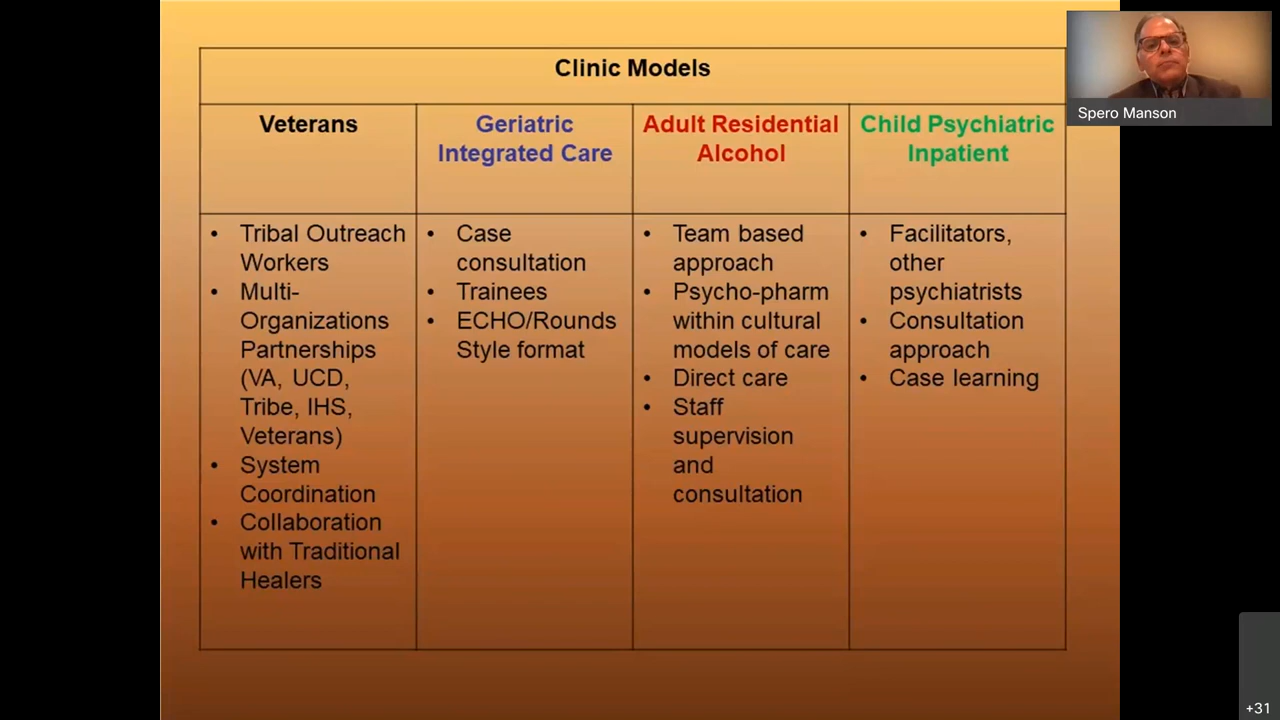 Clinic Models
Veterans
Geriatric
Integrated Care
Adult Residential
Alcohol
Child Psychiatric
Inpatient
• Tribal Outreach
Workers
• Multi-
Organizations
Partnerships
(VA, UCD,
Tribe, IHS,
Veterans)
• System
Coordination
• Collaboration
with Traditional
Healers
• Case
consultation
• Trainees
• ECHO/Rounds
Style format
• Team based
approach
• Psycho-pharm
within cultural
models of care
• Direct care
• Staff
supervision
and
consultation
• Facilitators,
other
psychiatrists
• Consultation
approach
• Case learning
Spero Manson
+31